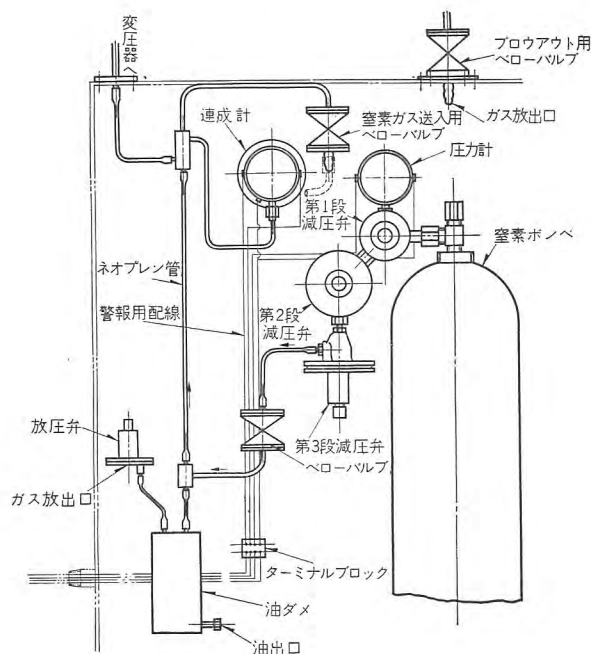 変圧器へ
ブロウアウト用
ベローバルブ
ガス放出口
連成計
窒素ガス送入用
ベローバルブ
圧力計
第1段
減圧弁
窒素ボンベ
ネオプレン管
第2段
減圧弁
警報用配線
放圧弁
第3段減圧弁
ベローバルブ
ガス放出口
ターミナルブロック
油ダメ
油出口